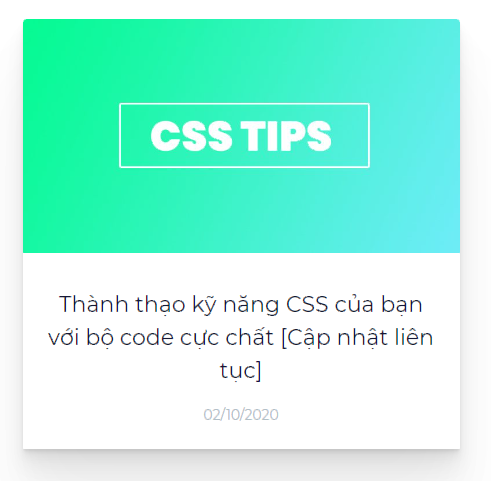 CSS TIPS
Thành thạo kỹ năng CSS của bạn
với bộ code cực chất [Cập nhật liên
tục]
02/10/2020